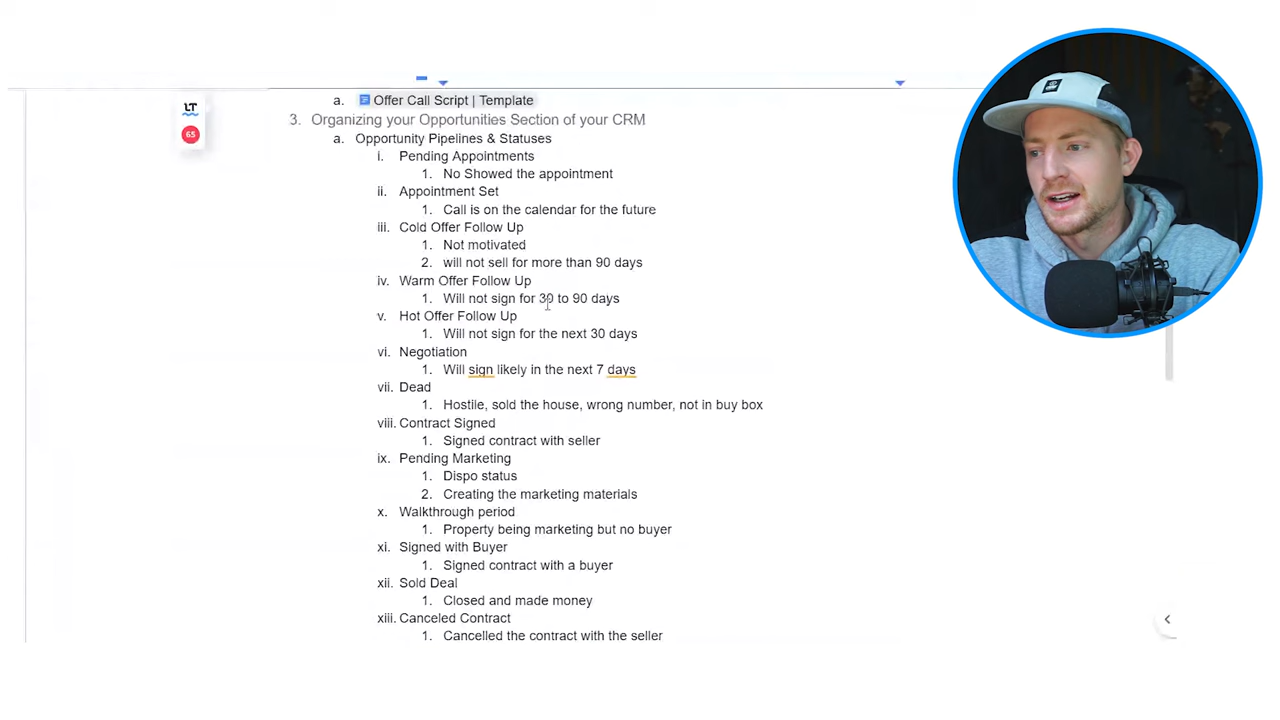 a. Offer Call Script | Template
LT
65
3. Organizing your Opportunities Section of your CRM
a. Opportunity Pipelines & Statuses
i. Pending Appointments
1. No Showed the appointment
ii. Appointment Set
1. Call is on the calendar for the future
iii. Cold Offer Follow Up
1. Not motivated
2. will not sell for more than 90 days
iv. Warm Offer Follow Up
1. Will not sign for 30 to 90 days
v. Hot Offer Follow Up
1. Will not sign for the next 30 days
vi. Negotiation
1. Will sign likely in the next 7 days
vii. Dead
1. Hostile, sold the house, wrong number, not in buy box
viii. Contract Signed
1. Signed contract with seller
ix. Pending Marketing
1. Dispo status
2. Creating the marketing materials
x. Walkthrough period
1. Property being marketing but no buyer
xi. Signed with Buyer
1. Signed contract with a buyer
xii. Sold Deal
1. Closed and made money
xiii. Canceled Contract
1. Cancelled the contract with the seller